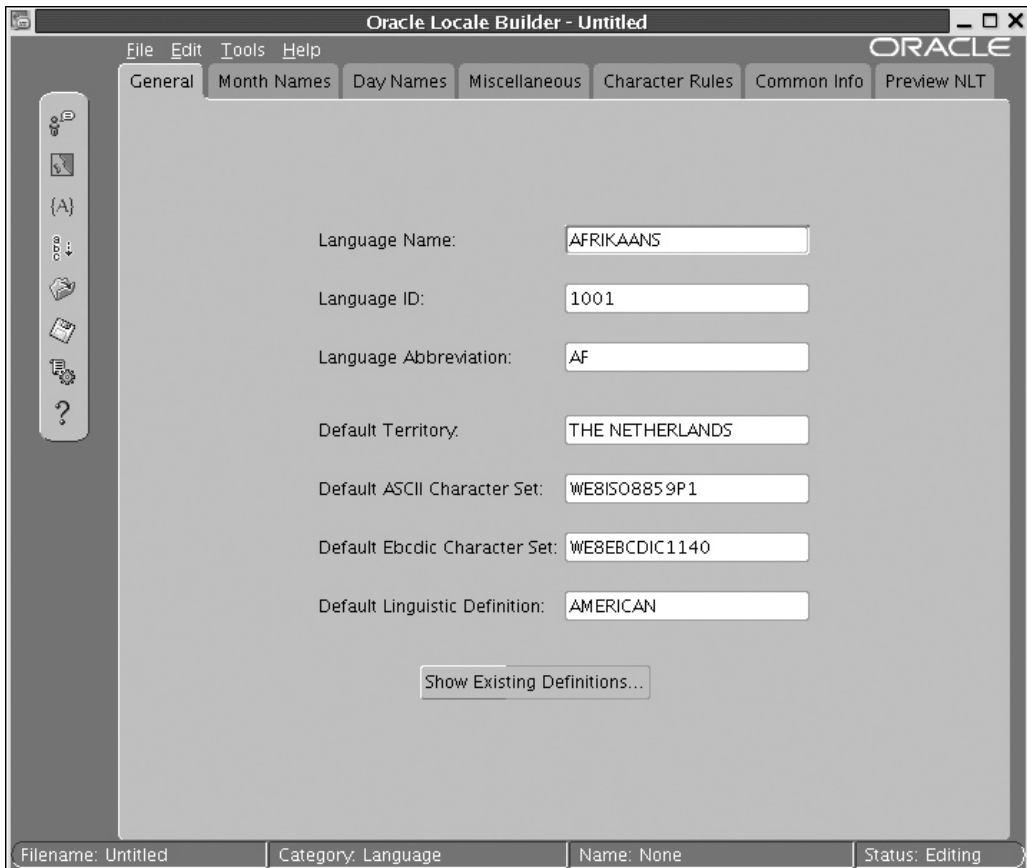 Oracle Locale Builder - Untitled
File Edit Tools Help
ORACLE
General Month Names Day Names Miscellaneous Character Rules Common Info Preview NLT
{A}
a
b
c
?
Language Name: AFRIKAANS
Language ID: 1001
Language Abbreviation: AF
Default Territory: THE NETHERLANDS
Default ASCII Character Set: WE8ISO8859P1
Default Ebcdic Character Set: WE8EBCDIC1140
Default Linguistic Definition: AMERICAN
Show Existing Definitions...
Filename: Untitled Category: Language Name: None Status: Editing